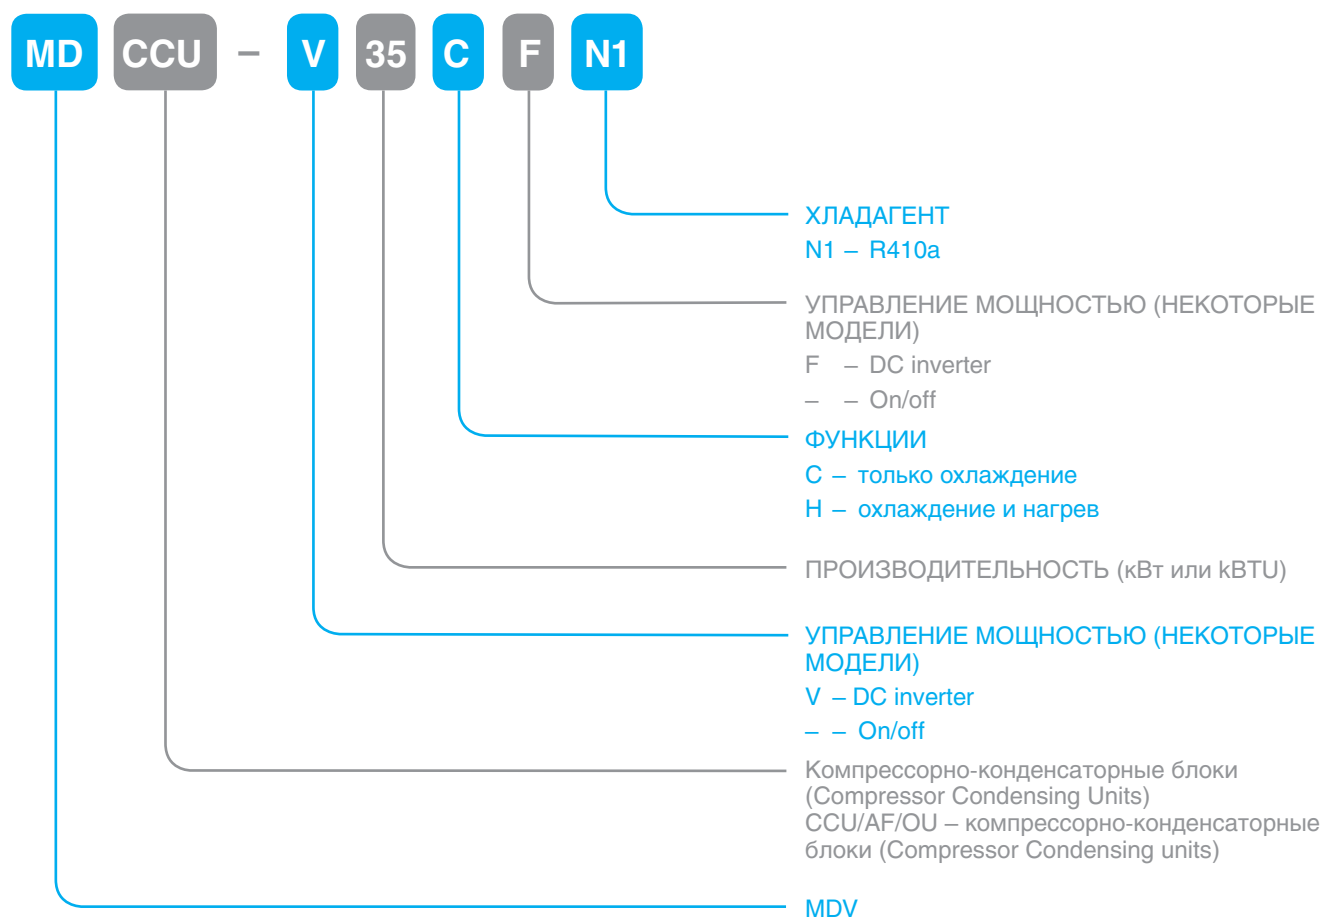 MD CCU – V 35 C F N1
ХЛАДАГЕНТ
N1 – R410a
УПРАВЛЕНИЕ МОЩНОСТЬЮ (НЕКОТОРЫЕ
МОДЕЛИ)
F – DC inverter
– – On/off
ФУНКЦИИ
C – только охлаждение
H – охлаждение и нагрев
ПРОИЗВОДИТЕЛЬНОСТЬ (кВт или kBTU)
УПРАВЛЕНИЕ МОЩНОСТЬЮ (НЕКОТОРЫЕ
МОДЕЛИ)
V – DC inverter
– – On/off
Компрессорно-конденсаторные блоки
(Compressor Condensing Units)
CCU/AF/OU – компрессорно-конденсаторные
блоки (Compressor Condensing units)
MDV